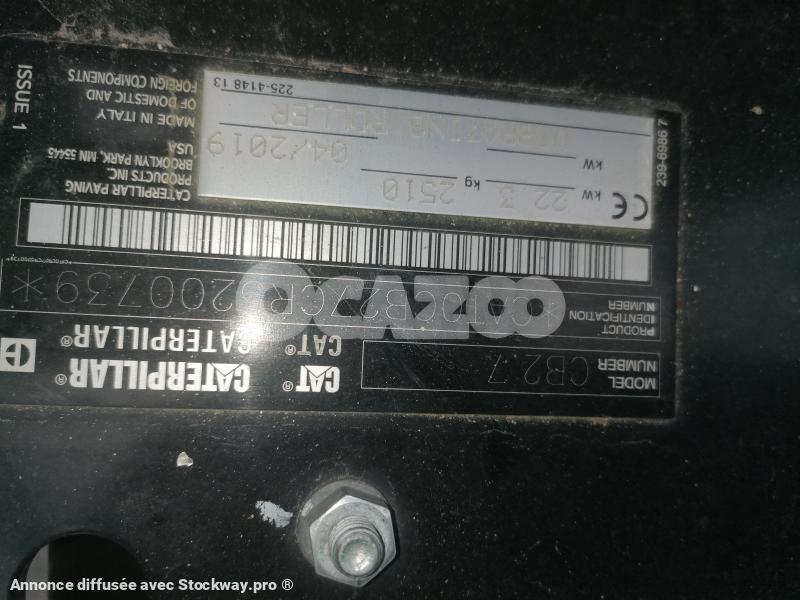 MODEL NUMBER CB2.7
CAT® CATERPILLAR®
CAT® CATERPILLAR®
PRODUCT IDENTIFICATION NUMBER
OCAZOO
22.3 kW 2510 kg
kW 04/2019
VIBRATING ROLLER
225-4148 13
239-6986 7
CATERPILLAR PAVING
PRODUCTS INC.
BROOKLYN PARK, MN 55445
USA
MADE IN ITALY
OF DOMESTIC AND
FOREIGN COMPONENTS
ISSUE 1
Annonce diffusée avec Stockway.pro ®